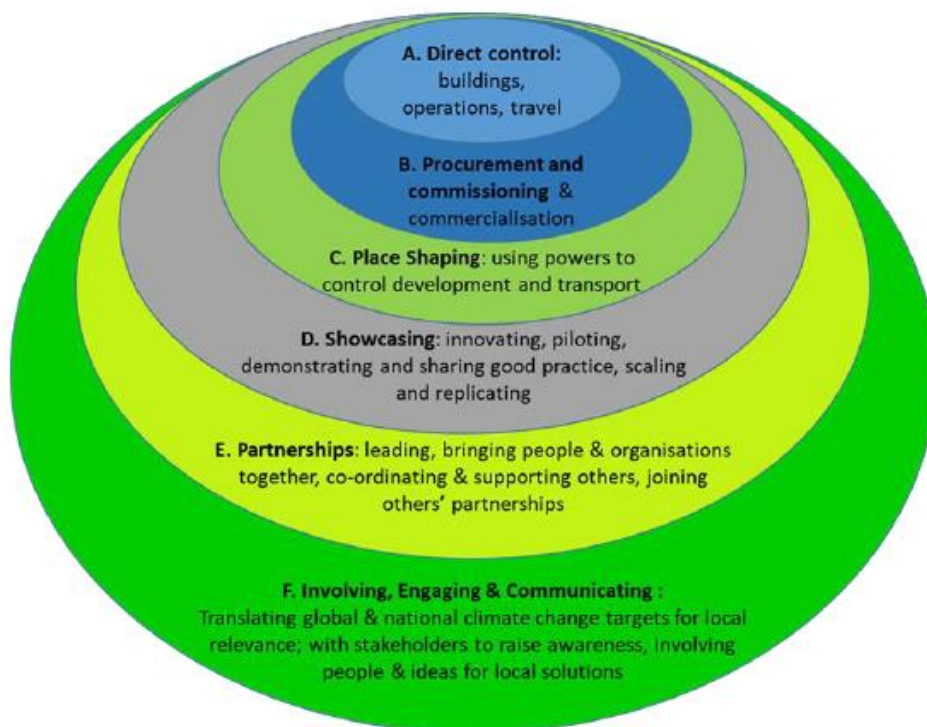 A. Direct control:
buildings,
operations, travel
B. Procurement and
commissioning &
commercialisation
C. Place Shaping: using powers to
control development and transport
D. Showcasing: innovating, piloting,
demonstrating and sharing good practice, scaling
and replicating
E. Partnerships: leading, bringing people & organisations
together, co-ordinating & supporting others, joining
others’ partnerships
F. Involving, Engaging & Communicating :
Translating global & national climate change targets for local
relevance; with stakeholders to raise awareness, involving
people & ideas for local solutions